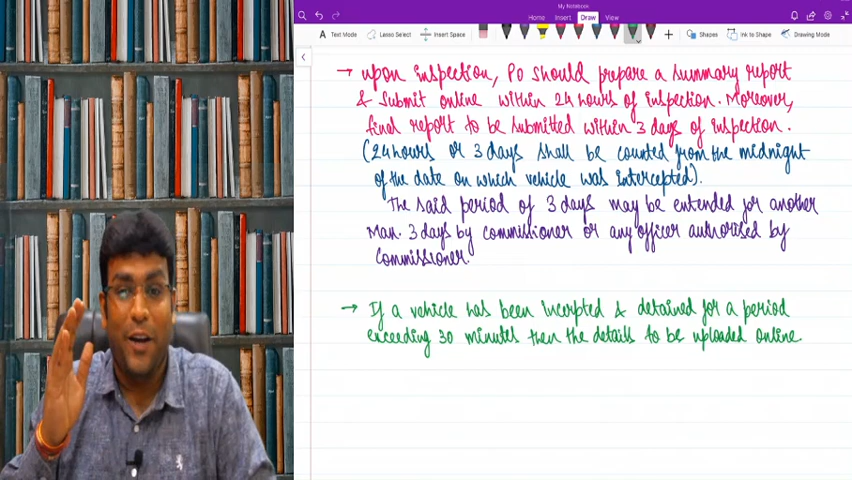 My Notebook
Home Insert Draw View
Text Mode Lasso Select Insert Space Shapes Ink to Shape Drawing Mode
→ upon inspection, PO should prepare a summary report
& submit online within 24 hours of inspection. Moreover,
final report to be submitted within 3 days of inspection.
(24 hours or 3 days shall be counted from the midnight
of the date on which vehicle was intercepted).
The said period of 3 days may be extended for another
Max. 3 days by commissioner or any officer authorised by
Commissioner.
→ If a vehicle has been incerpted & detained for a period
exceeding 30 minutes then the details to be uploaded online.